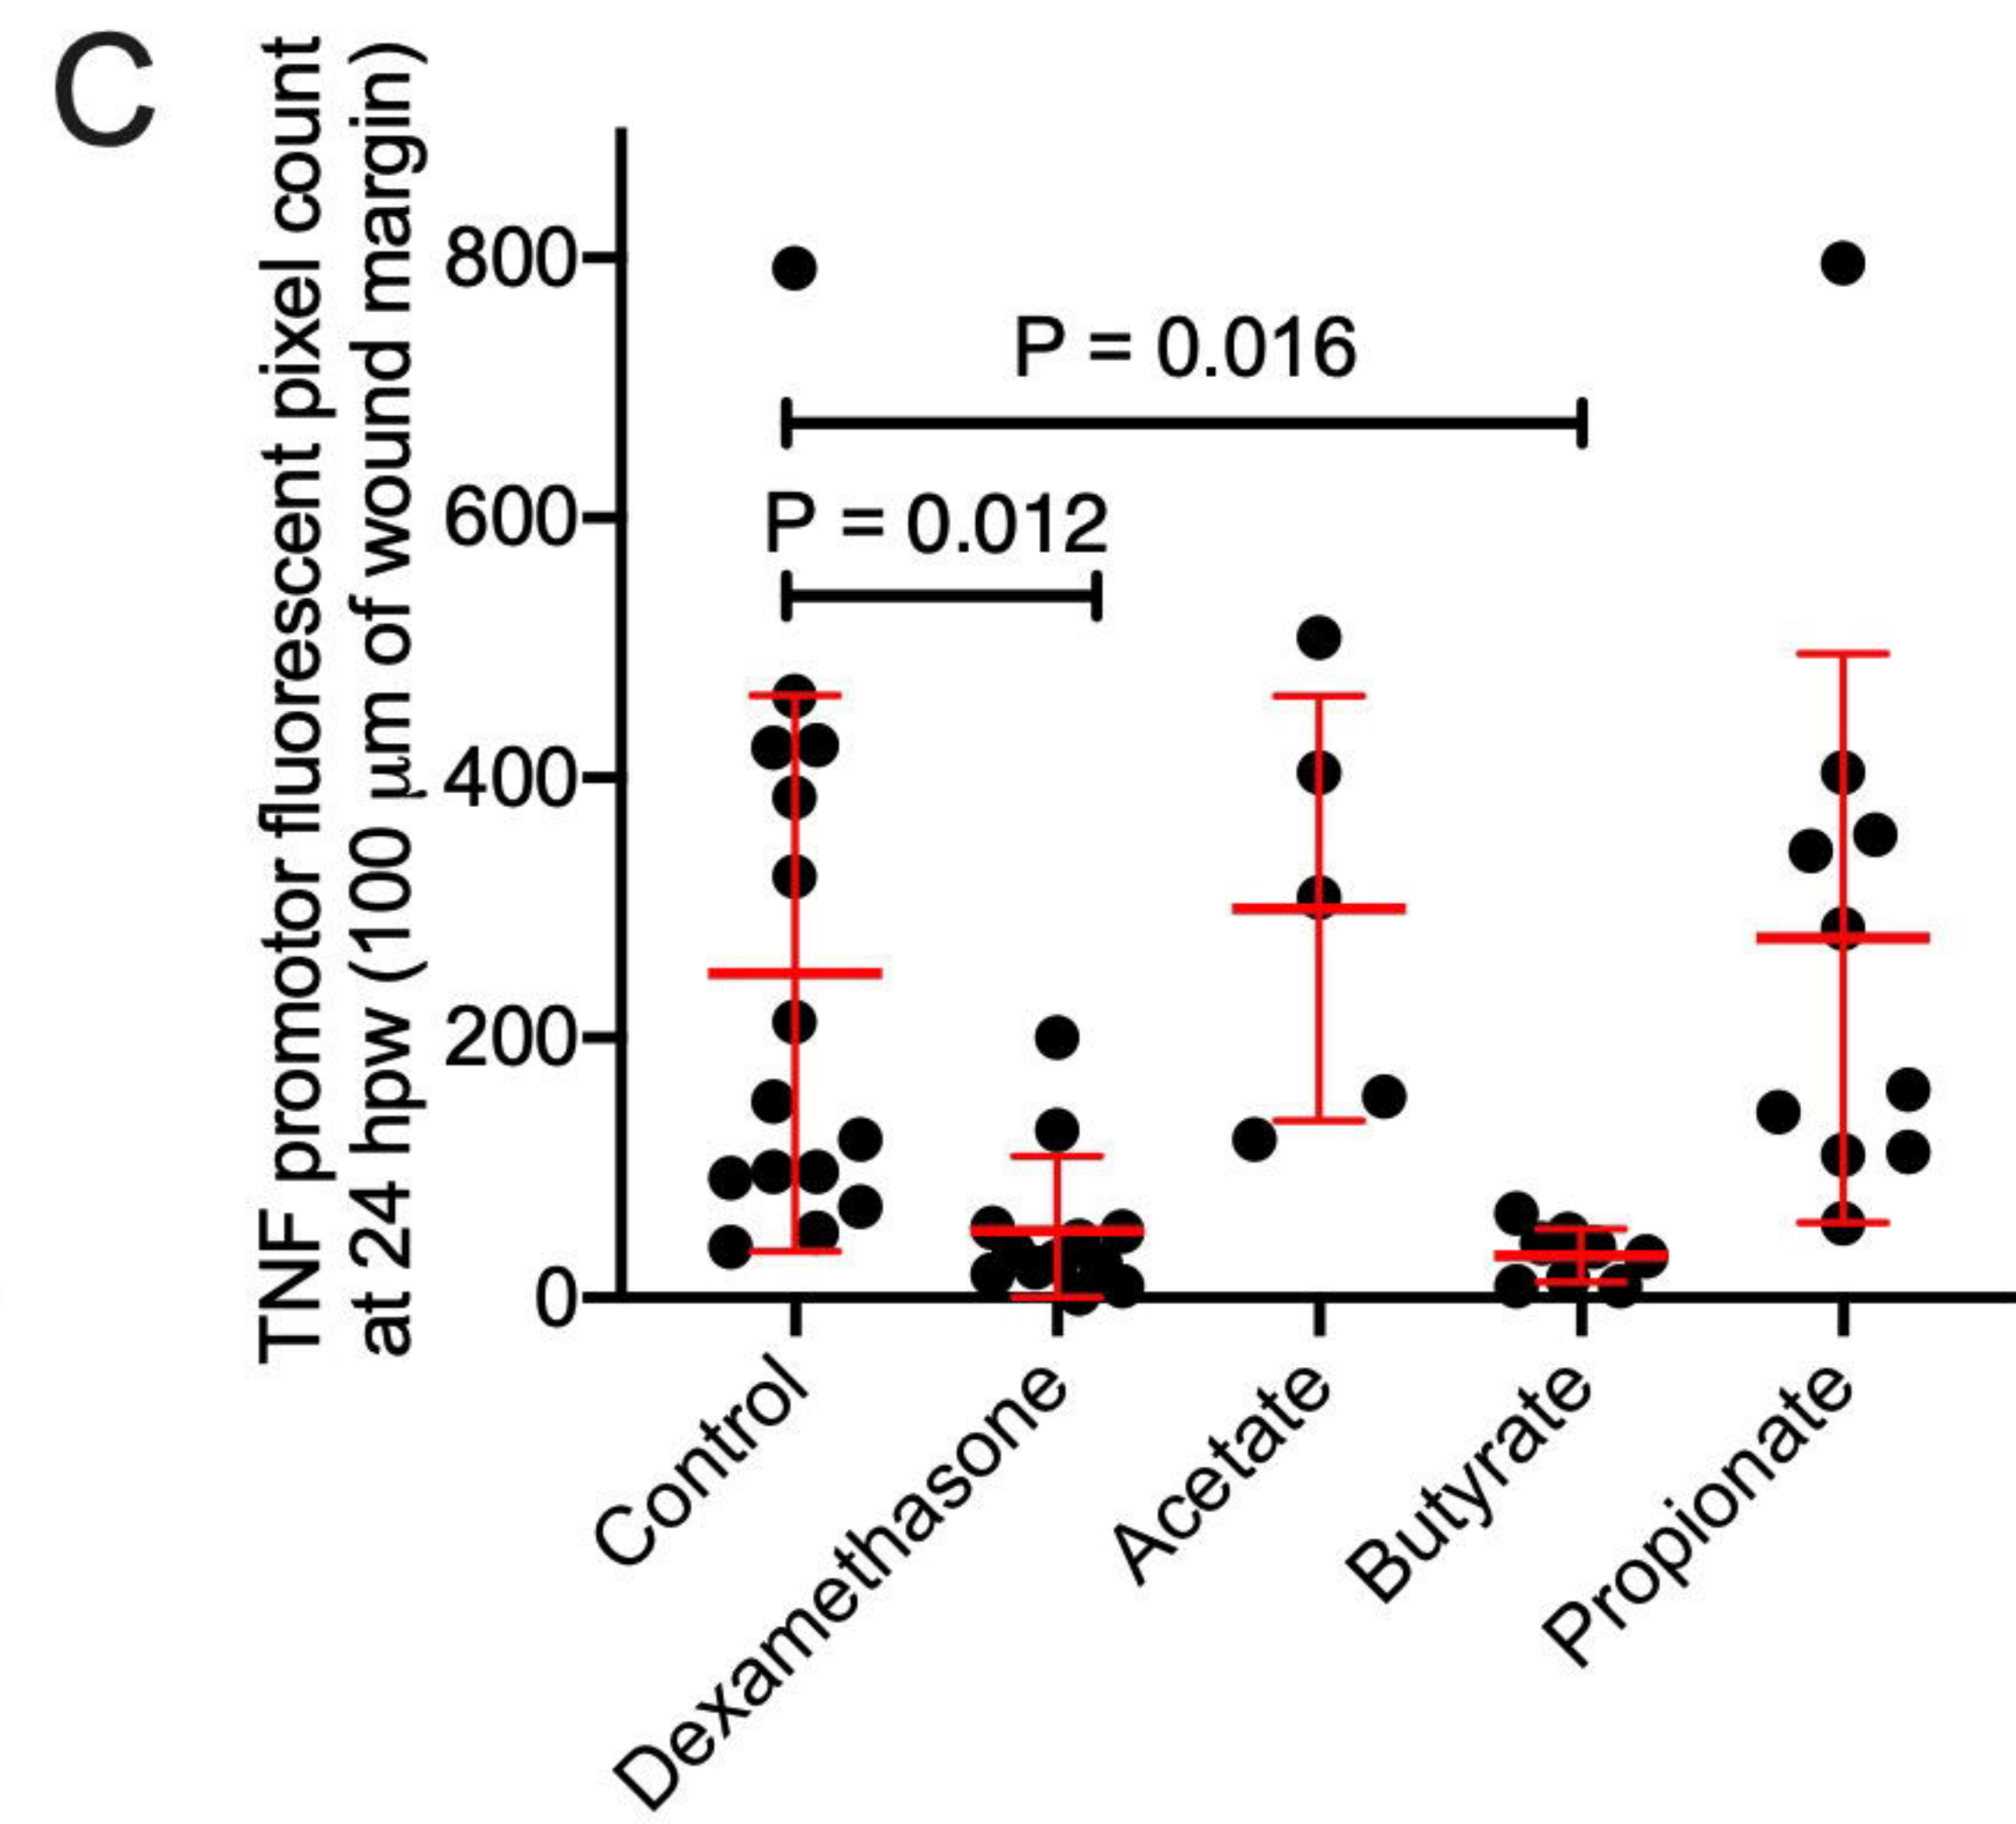 C
TNF promotor fluorescent pixel count
at 24 hpw (100 μm of wound margin)
800
600
400
200
0
P = 0.016
P = 0.012
Control
Dexamethasone
Acetate
Butyrate
Propionate